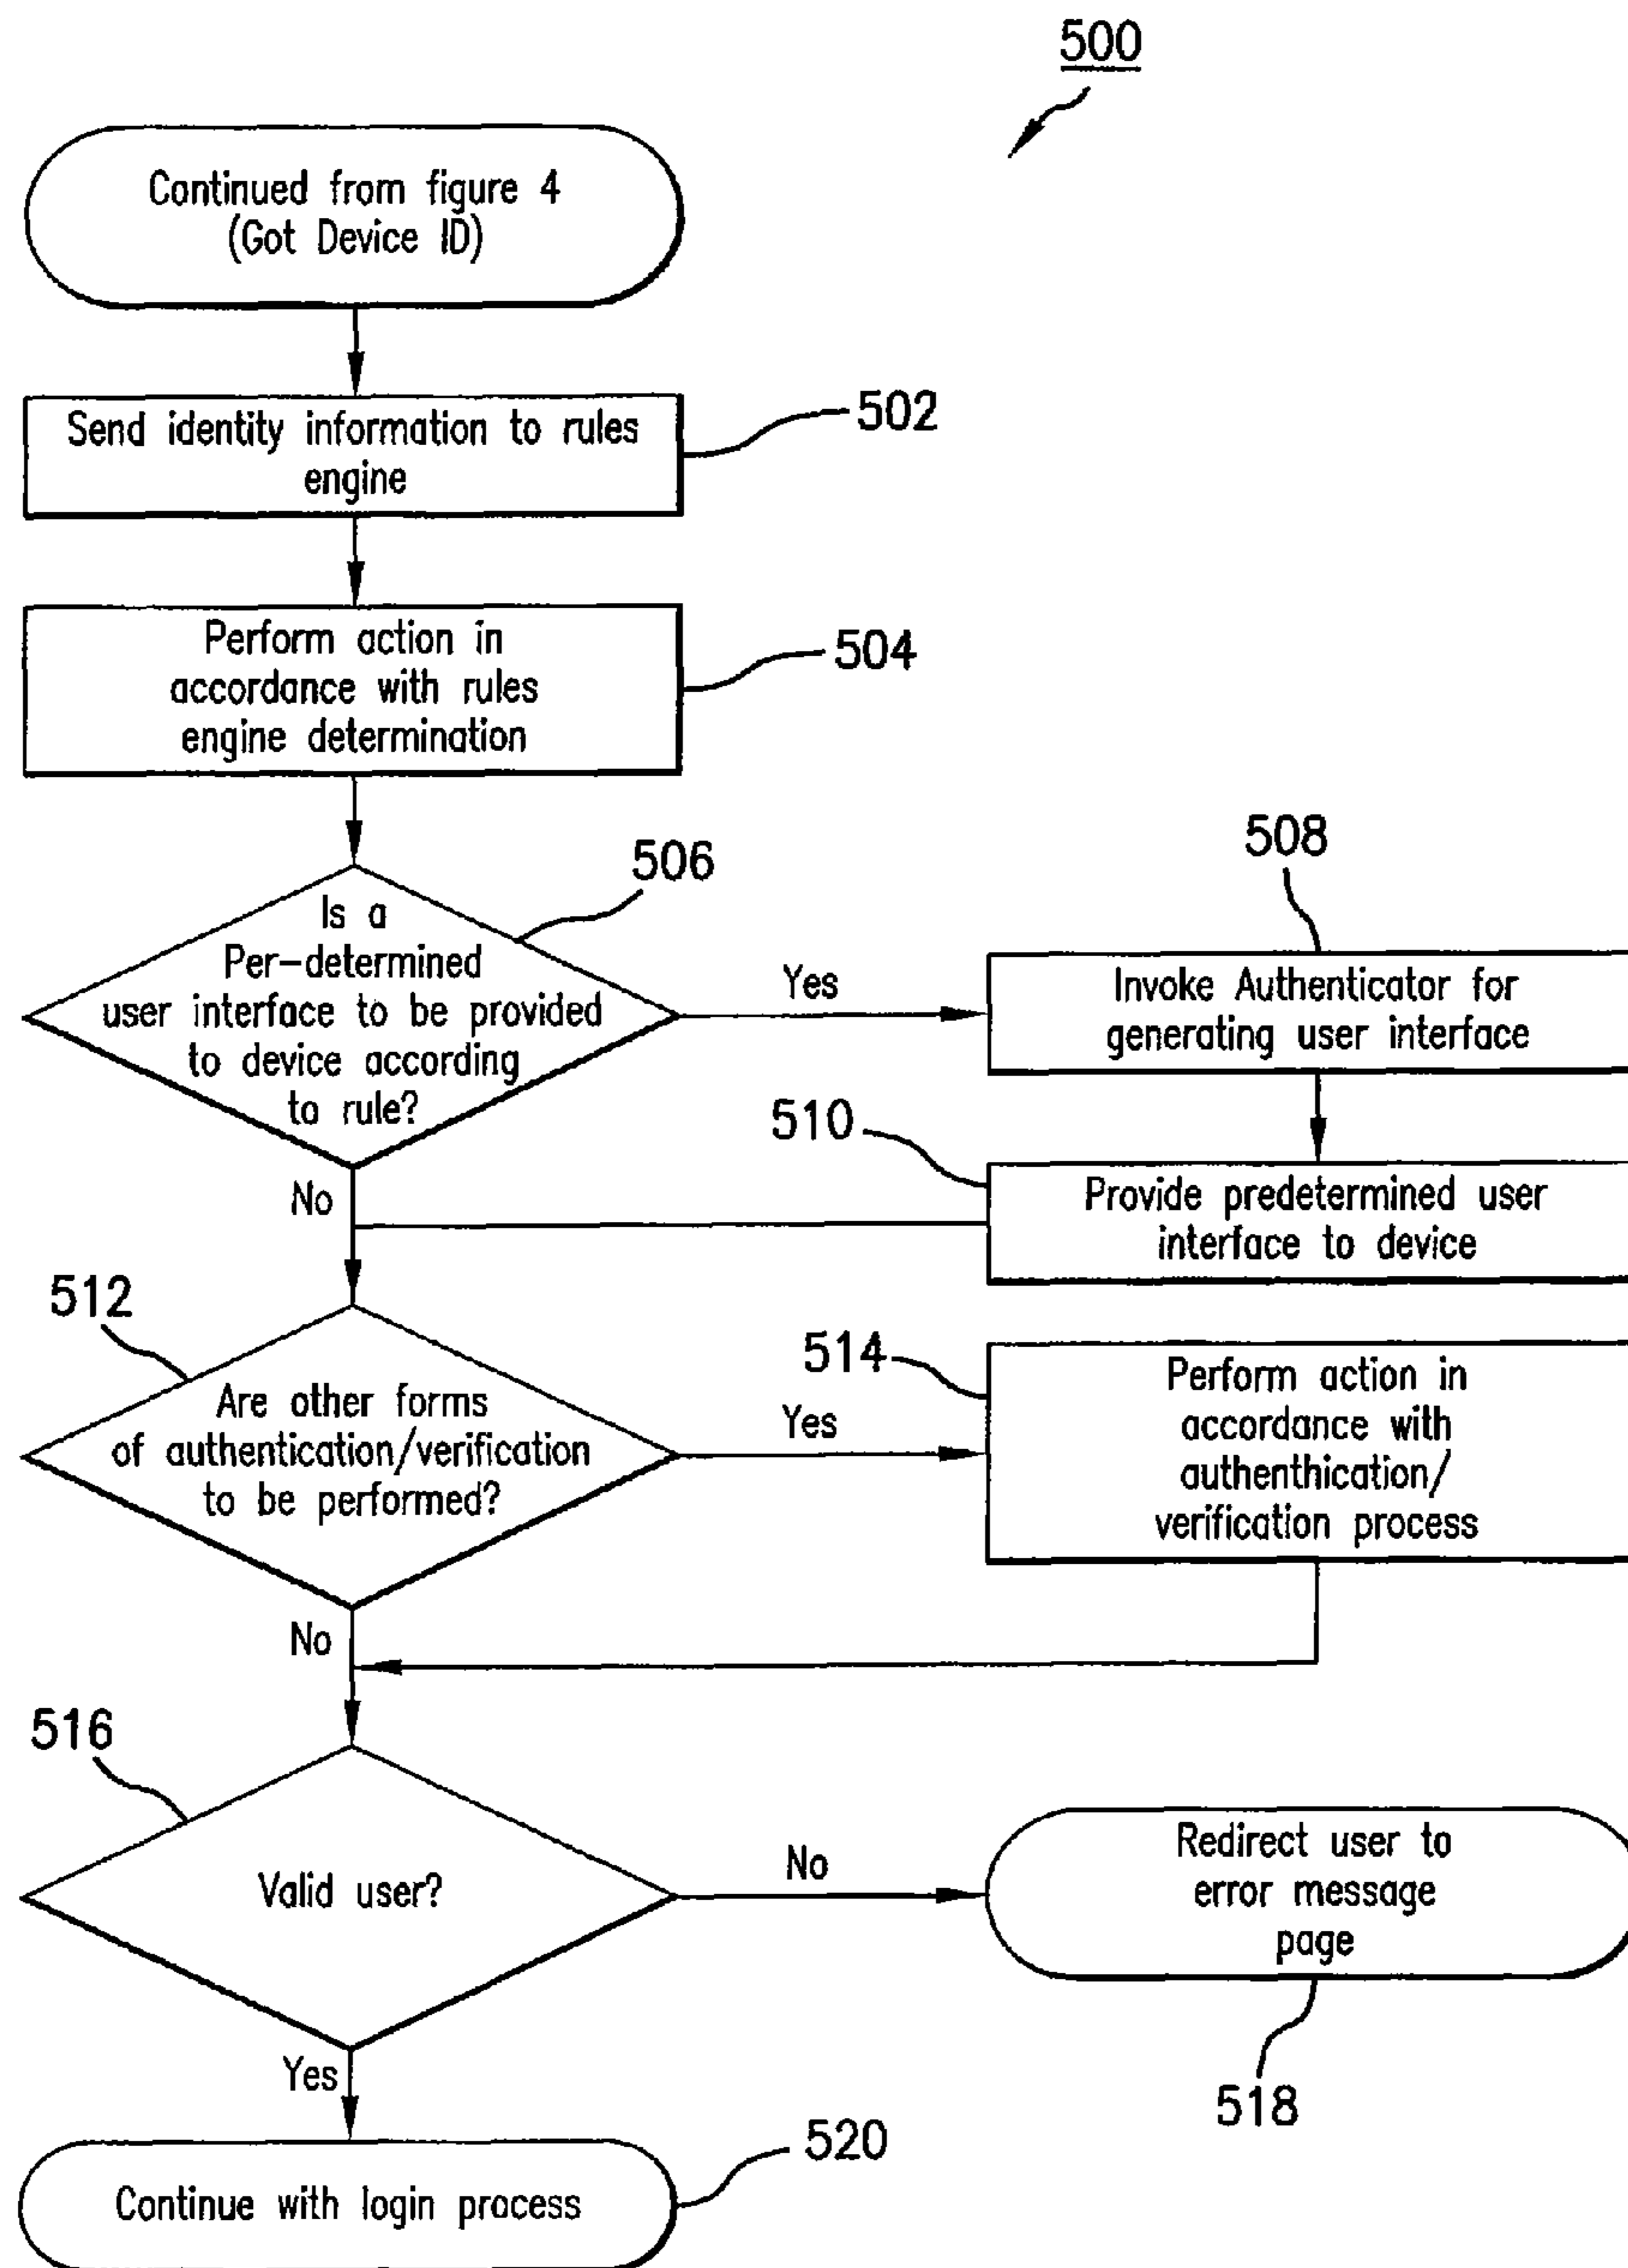 500
Continued from figure 4
(Got Device ID)
Send identity information to rules
engine
502
Perform action in
accordance with rules
engine determination
504
506
Is a
Per-determined
user interface to be provided
to device according
to rule?
Yes
508
Invoke Authenticator for
generating user interface
510
Provide predetermined user
interface to device
No
512
Are other forms
of authentication/verification
to be performed?
Yes
514
Perform action in
accordance with
authenthication/
verification process
No
516
Valid user?
No
Redirect user to
error message
page
518
Yes
520
Continue with login process